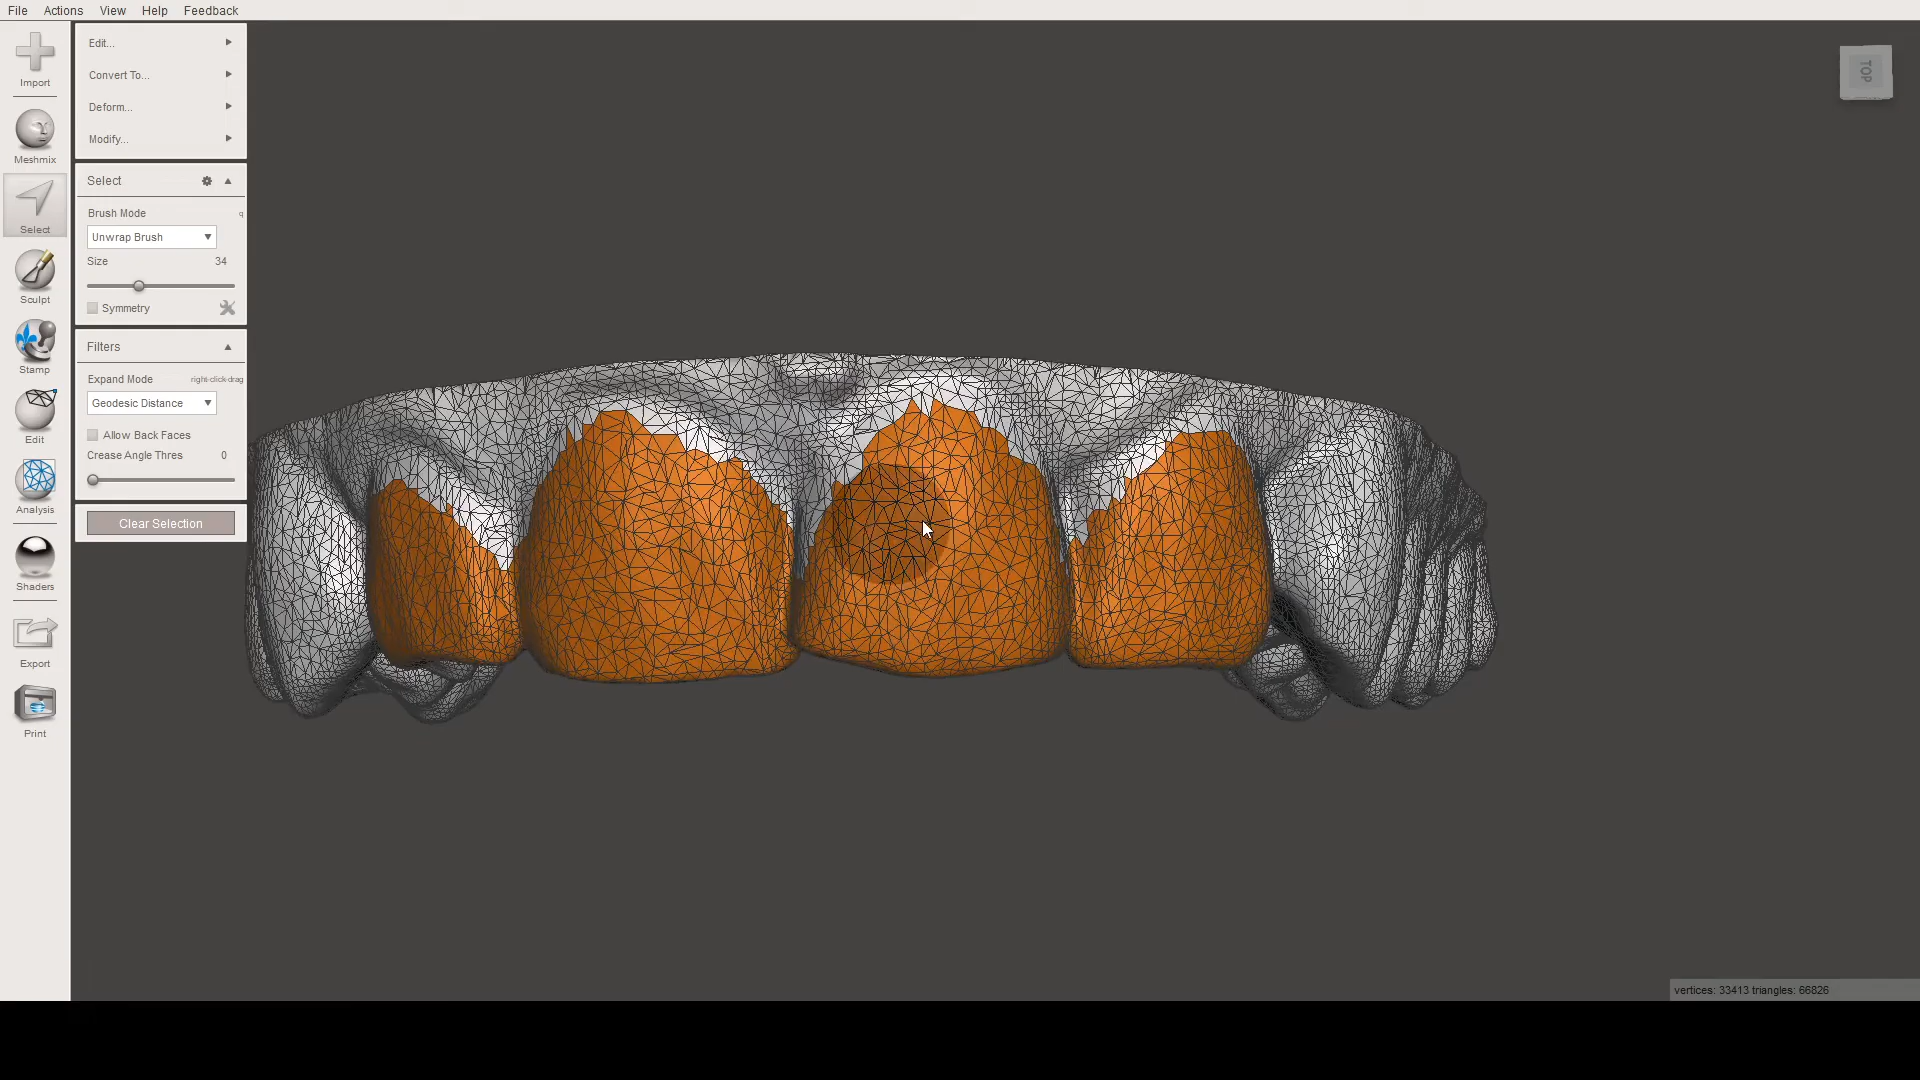 File Actions View Help Feedback
Import
Meshmix
Select
Sculpt
Stamp
Edit
Analysis
Shaders
Export
Print
Edit...
Convert To...
Deform...
Modify...
Select
Brush Mode q
Unwrap Brush
Size 34
Symmetry
Filters
Expand Mode right-click-drag
Geodesic Distance
Allow Back Faces
Crease Angle Thres 0
Clear Selection
TOP
vertices: 33413 triangles: 66826